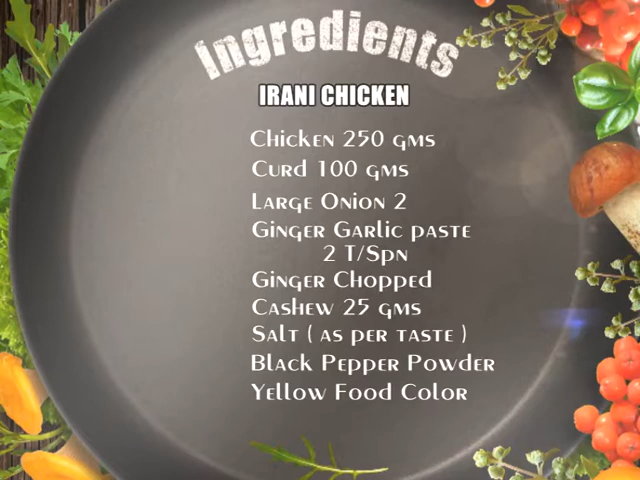 Ingredients
IRANI CHICKEN
Chicken 250 gms
Curd 100 gms
Large Onion 2
Ginger Garlic paste
2 T/Spn
Ginger Chopped
Cashew 25 gms
Salt ( as per taste )
Black Pepper Powder
Yellow Food Color